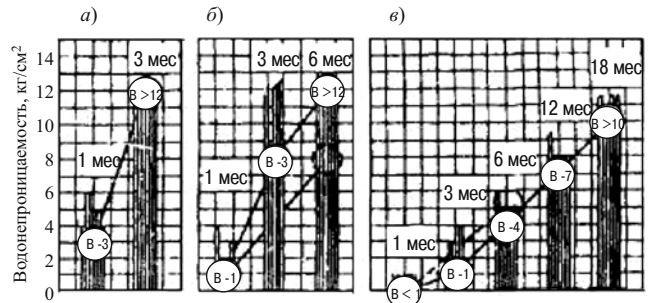 а)
б)
в)
Водонепроницаемость, кг/см²
14
12
10
8
6
4
2
0
3 мес
В >12
1 мес
В -3
3 мес
6 мес
В >12
В -3
1 мес
В -1
18 мес
12 мес
В >10
6 мес
В -7
3 мес
В -4
1 мес
В -1
В < 1